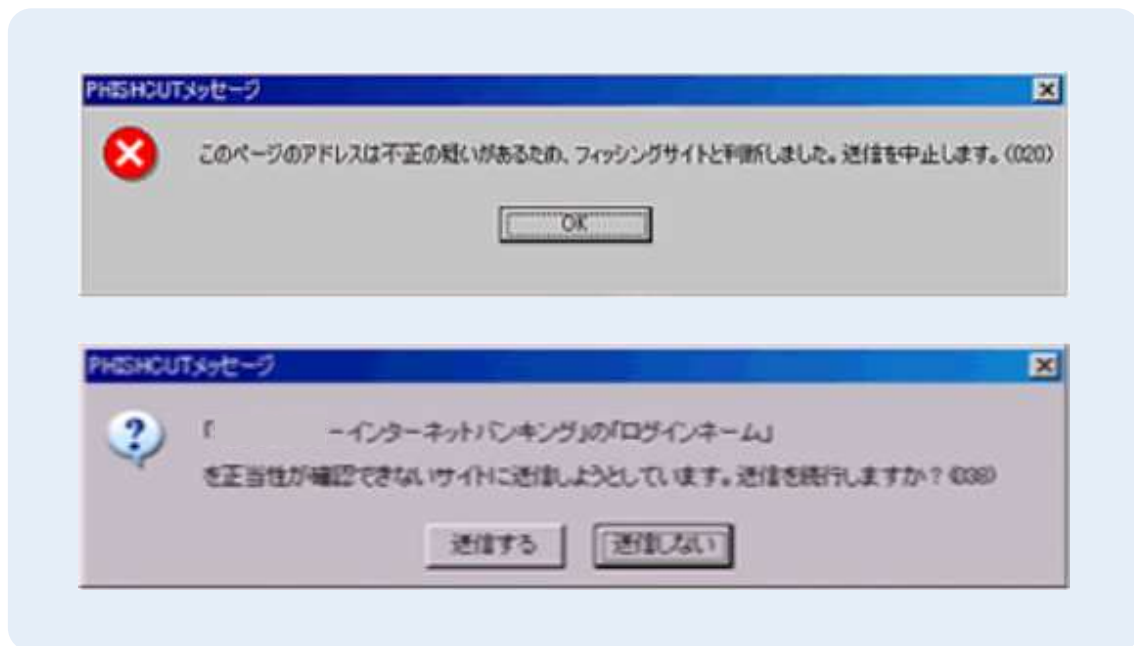 PHISHOUTメッセージ
このページのアドレスは不正の疑いがあるため、フィッシングサイトと判断しました。送信を中止します。(020)
OK
PHISHOUTメッセージ
「 －インターネットバンキング」の「ログインネーム」
を正当性が確認できないサイトに送信しようとしています。送信を続行しますか？(038)
送信する
送信しない